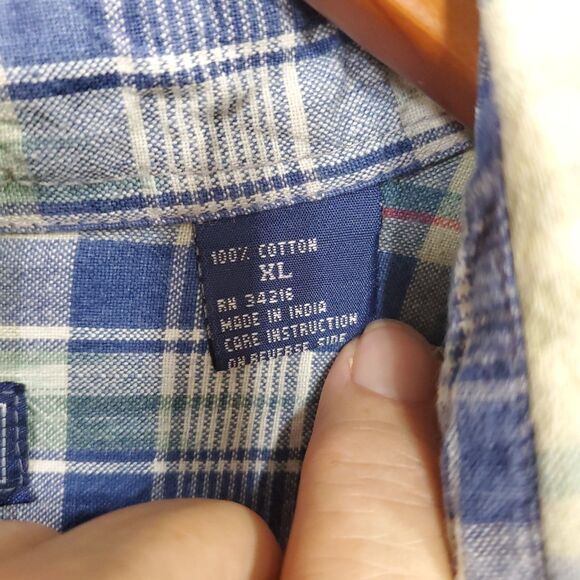 100% COTTON
XL
RN 34216
MADE IN INDIA
CARE INSTRUCTION
ON REVERSE SIDE